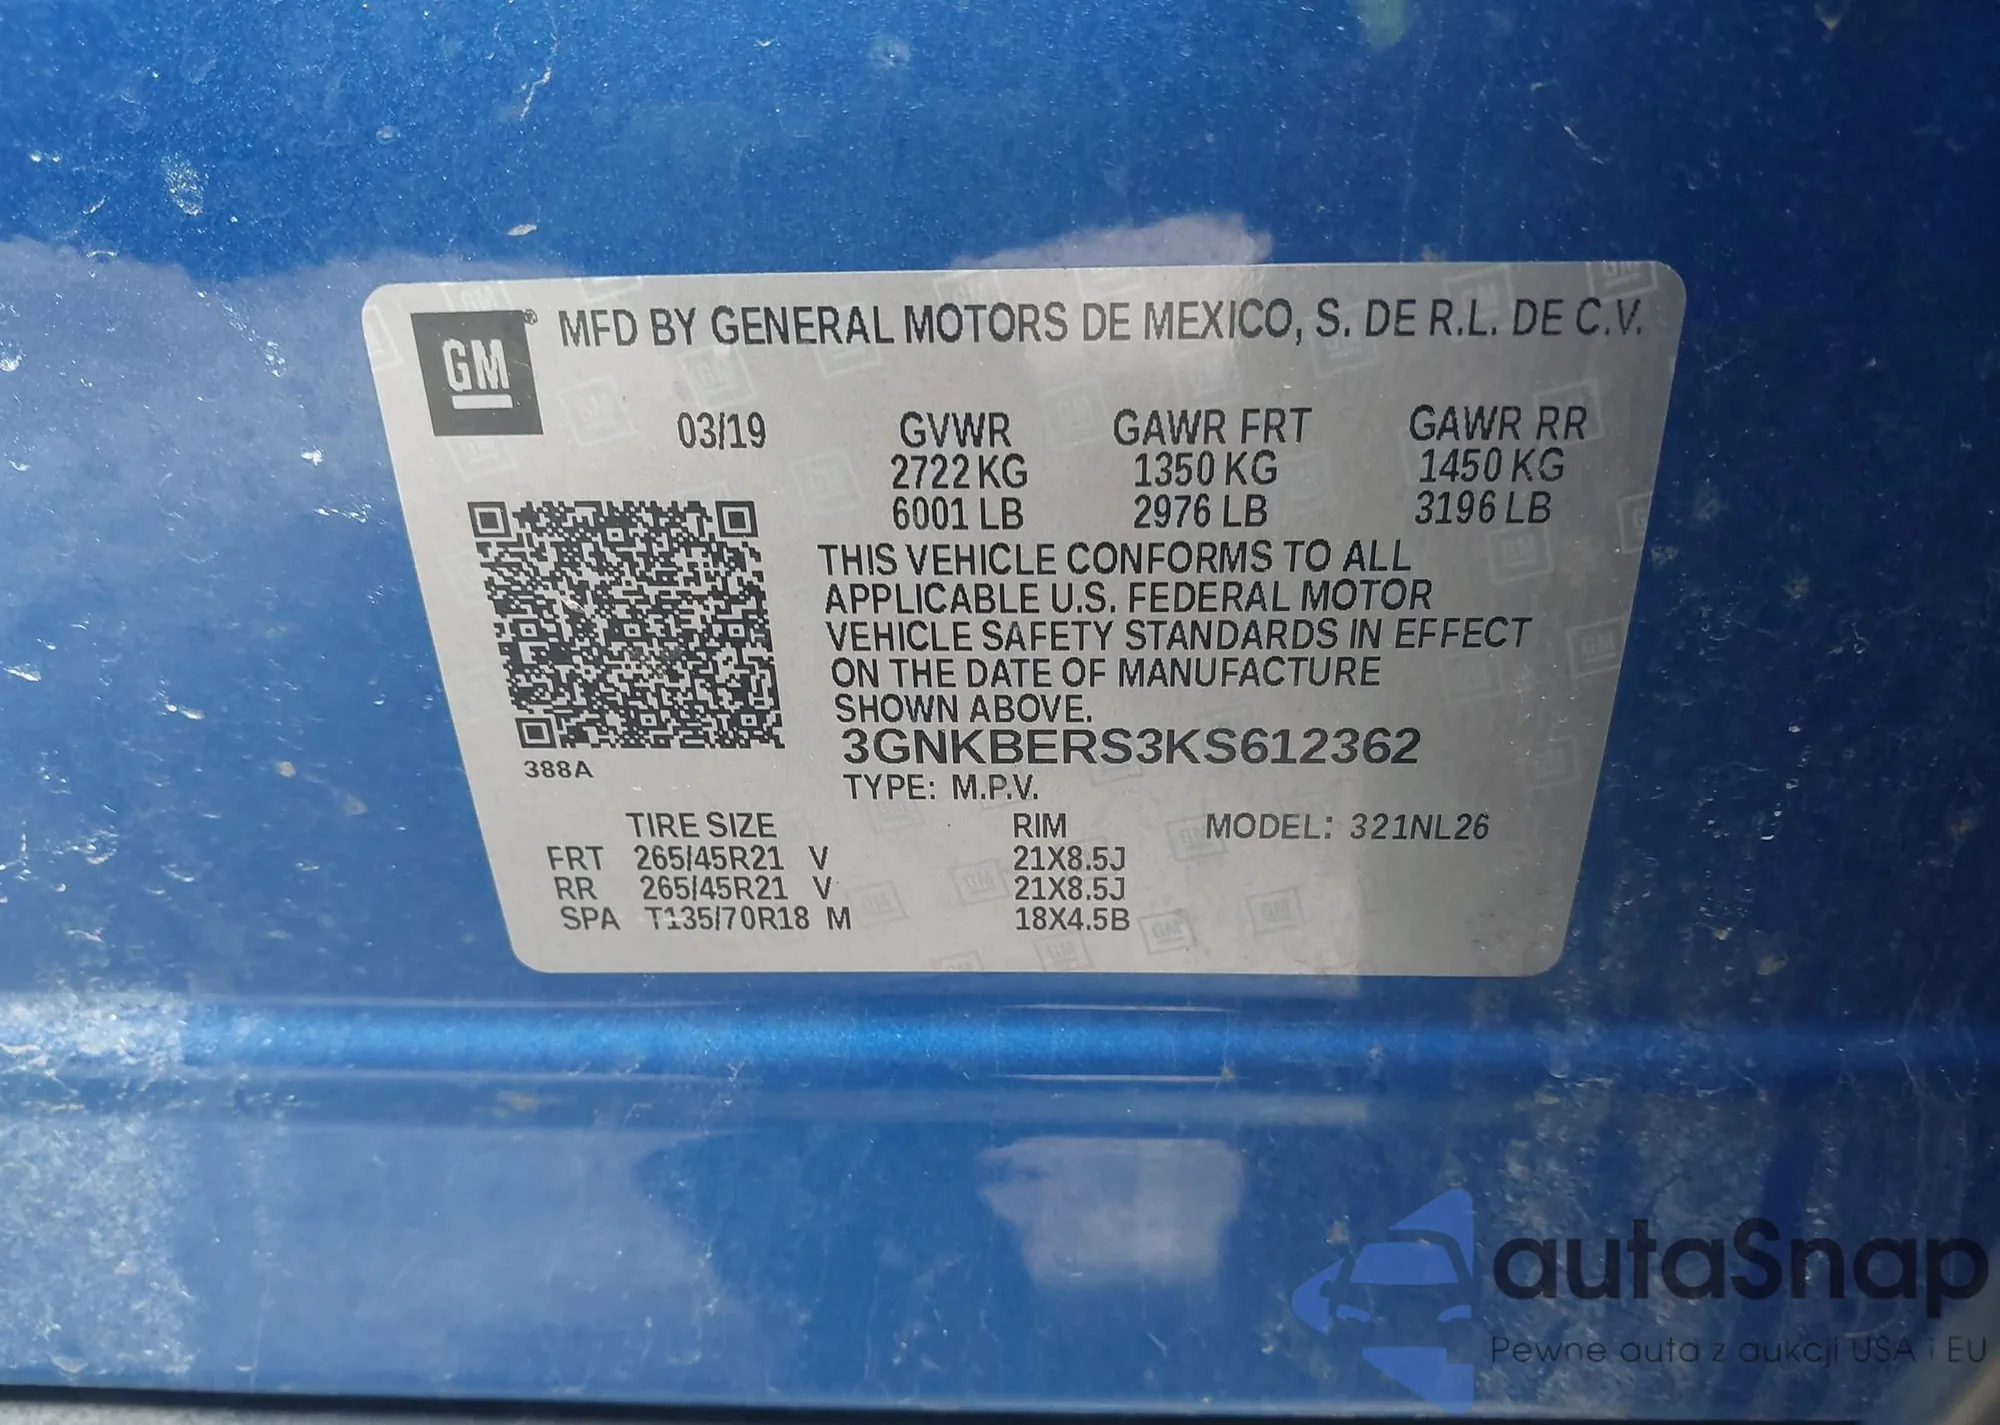 GM ® MFD BY GENERAL MOTORS DE MEXICO, S. DE R.L. DE C.V.
03/19 GVWR GAWR FRT GAWR RR
2722 KG 1350 KG 1450 KG
6001 LB 2976 LB 3196 LB
THIS VEHICLE CONFORMS TO ALL
APPLICABLE U.S. FEDERAL MOTOR
VEHICLE SAFETY STANDARDS IN EFFECT
ON THE DATE OF MANUFACTURE
SHOWN ABOVE.
3GNKBERS3KS612362
388A
TYPE: M.P.V.
TIRE SIZE RIM MODEL: 321NL26
FRT 265/45R21 V 21X8.5J
RR 265/45R21 V 21X8.5J
SPA T135/70R18 M 18X4.5B
autaSnap
Pewne auta z aukcji USA i EU